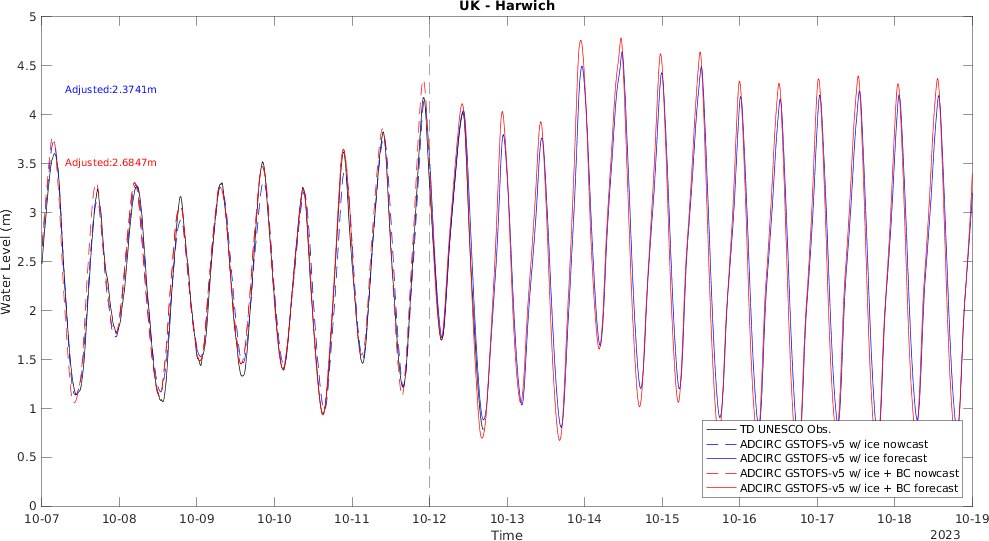 UK - Harwich
5
4.5
4
3.5
3
2.5
2
1.5
1
0.5
0
Water Level (m)
Adjusted:2.3741m
Adjusted:2.6847m
TD UNESCO Obs.
ADCIRC GSTOFS-v5 w/ ice nowcast
ADCIRC GSTOFS-v5 w/ ice forecast
ADCIRC GSTOFS-v5 w/ ice + BC nowcast
ADCIRC GSTOFS-v5 w/ ice + BC forecast
10-07 10-08 10-09 10-10 10-11 10-12 10-13 10-14 10-15 10-16 10-17 10-18 10-19
Time
2023